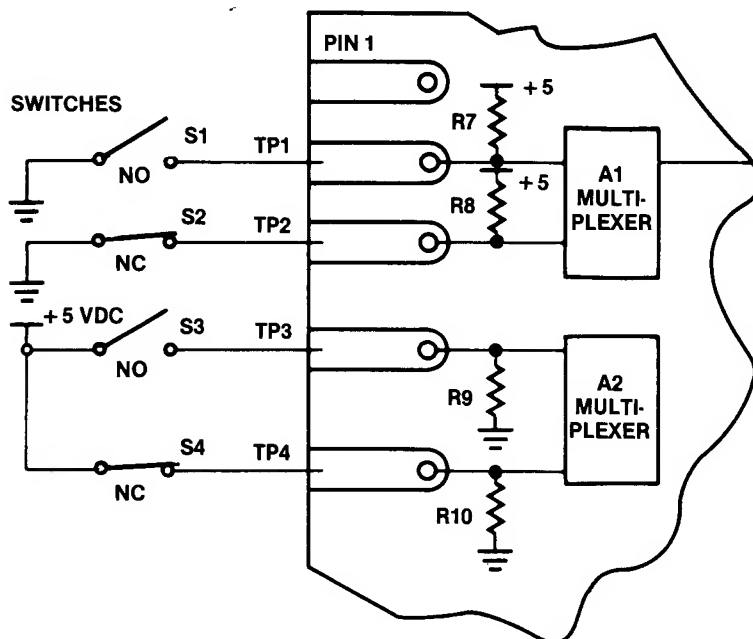 PIN 1
+ 5
SWITCHES
R7
S1
TP1
NO
+ 5
A1
MULTI-
PLEXER
R8
S2
TP2
NC
+ 5 VDC
S3
TP3
NO
R9
A2
MULTI-
PLEXER
S4
TP4
NC
R10